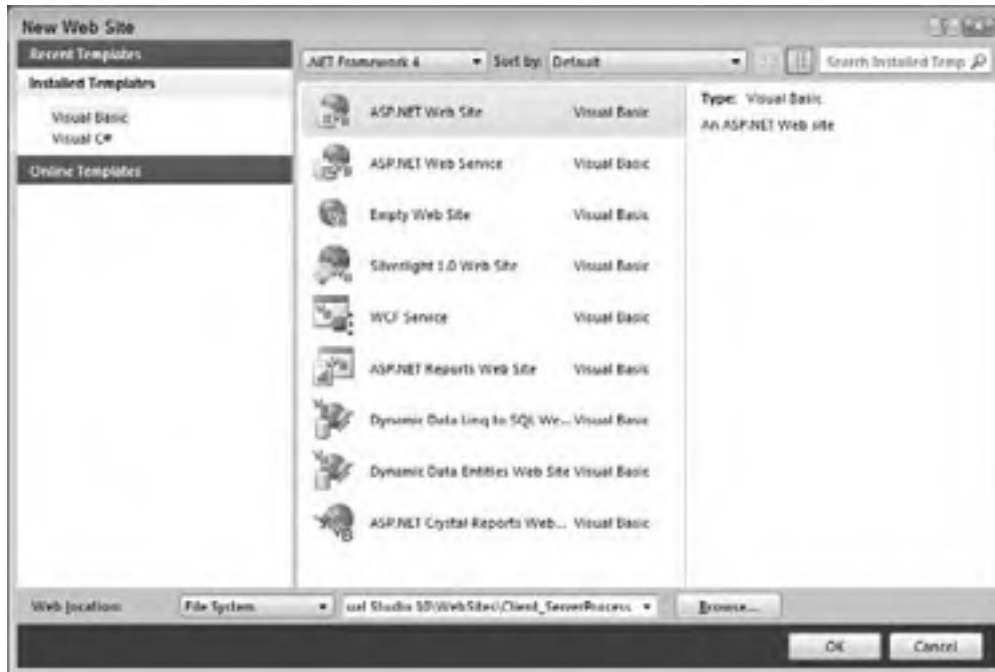 New Web Site
Recent Templates
Installed Templates
Visual Basic
Visual C#
Online Templates
.NET Framework 4
Sort by: Default
Search Installed Temp
ASP.NET Web Site Visual Basic
ASP.NET Web Service Visual Basic
Empty Web Site Visual Basic
Silverlight 1.0 Web Site Visual Basic
WCF Service Visual Basic
ASP.NET Reports Web Site Visual Basic
Dynamic Data Linq to SQL We... Visual Basic
Dynamic Data Entities Web Site Visual Basic
ASP.NET Crystal Reports Web... Visual Basic
Type: Visual Basic
An ASP.NET Web site
Web location: File System ual Studio 10\WebSites\Client_ServerProcess Browse...
OK Cancel